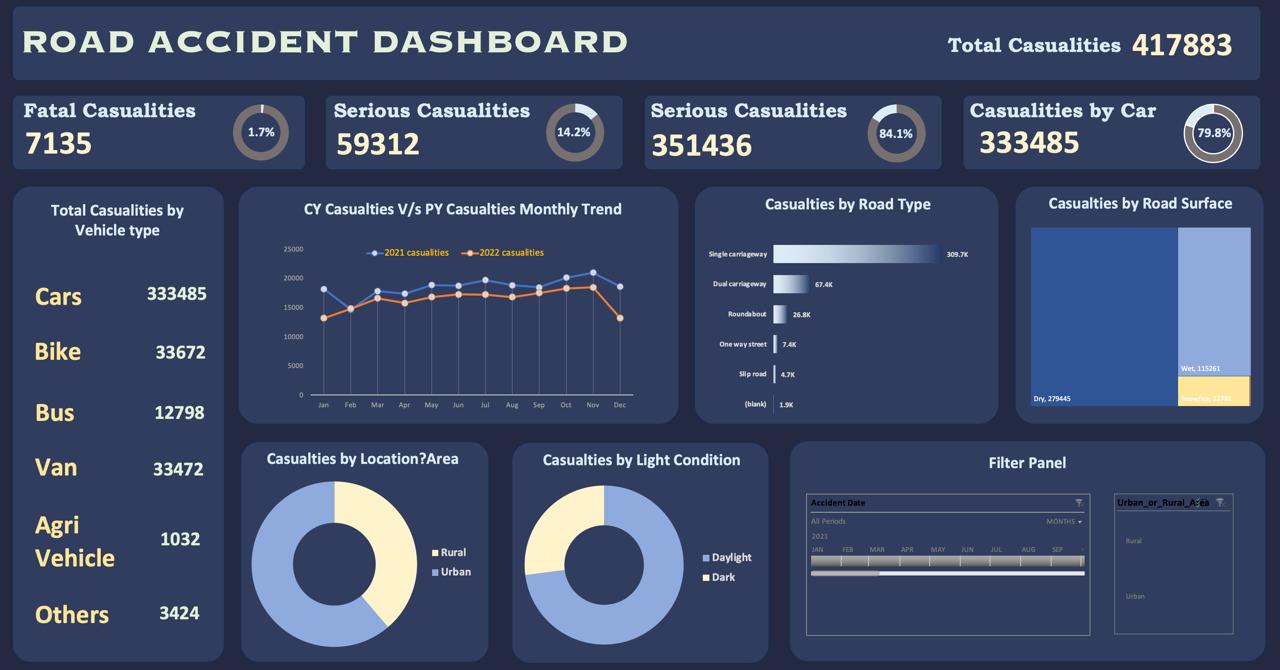 ROAD ACCIDENT DASHBOARD
Total Casualities 417883
Fatal Casualities
7135
1.7%
Serious Casualities
59312
14.2%
Serious Casualities
351436
84.1%
Casualities by Car
333485
79.8%
Total Casualities by
Vehicle type
Cars 333485
Bike 33672
Bus 12798
Van 33472
Agri
Vehicle 1032
Others 3424
CY Casualties V/s PY Casualties Monthly Trend
2021 casualities 2022 casualities
25000
20000
15000
10000
5000
0
Jan Feb Mar Apr May Jun Jul Aug Sep Oct Nov Dec
Casualties by Road Type
Single carriageway 309.7K
Dual carriageway 67.4K
Roundabout 26.8K
One way street 7.4K
Slip road 4.7K
(blank) 1.9K
Casualties by Road Surface
Wet, 115261
Dry, 279445
Casualties by Location?Area
Rural
Urban
Casualties by Light Condition
Daylight
Dark
Filter Panel
Accident Date
All Periods MONTHS
2021
JAN FEB MAR APR MAY JUN JUL AUG SEP
Urban_or_Rural_Area
Rural
Urban